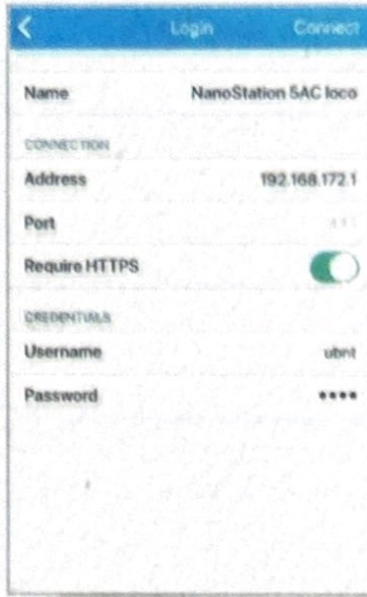 Login Connect
Name NanoStation 5AC loco
CONNECTION
Address 192.168.172.1
Port 443
Require HTTPS
CREDENTIALS
Username ubnt
Password ••••